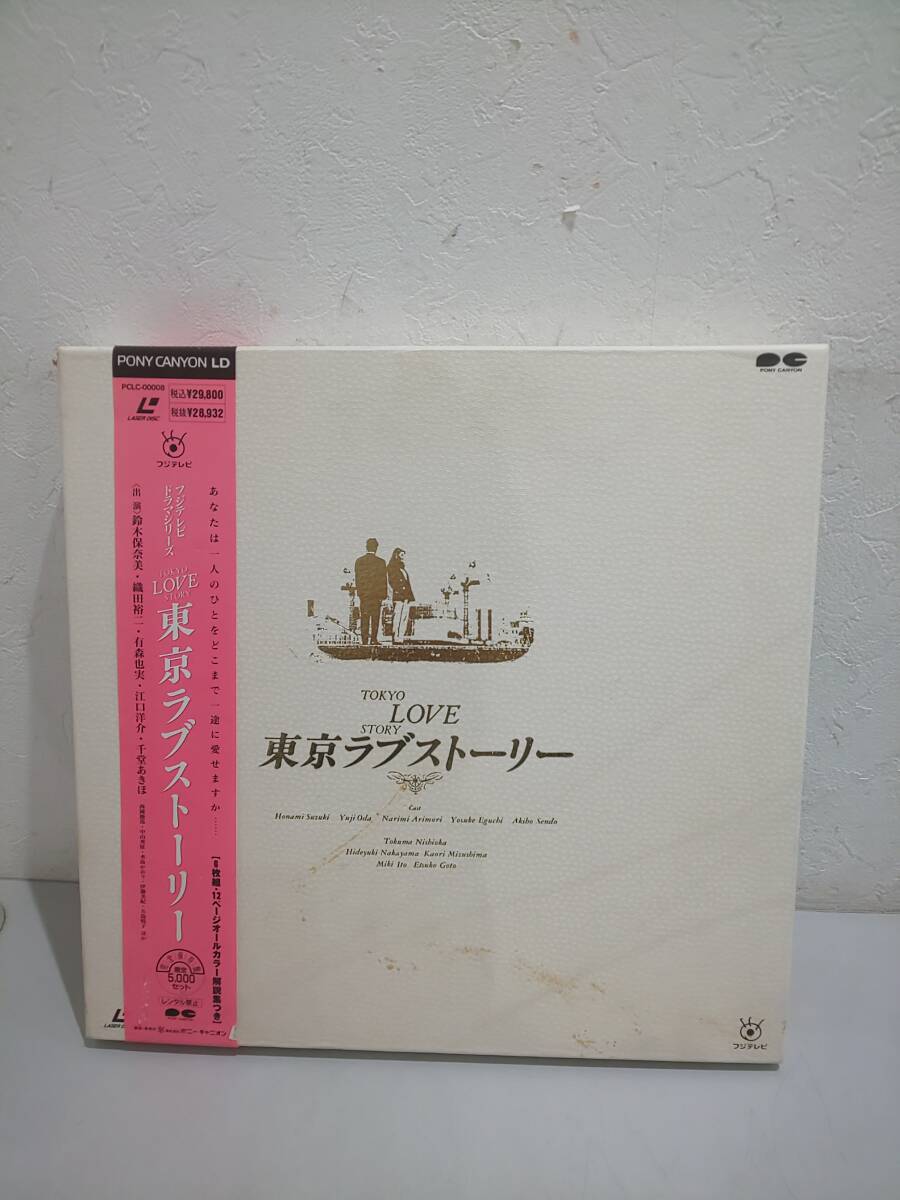 PONY CANYON LD
PCLC-00008
LASER DISC
税込¥29,800
税抜¥28,932
フジテレビ
あなたは一人のひとをどこまで一途に愛せますか……
フジテレビ
ドラマシリーズ
TOKYO
LOVE
STORY
東京ラブストーリー
〈出演〉鈴木保奈美・織田裕二・有森也実・江口洋介・千堂あきほ
【6枚組・12ページオールカラー解説集つき】
限定
5,000
セット
レンタル禁止
PONY CANYON
ポニーキャニオン
PONY CANYON
TOKYO
LOVE
STORY
東京ラブストーリー
Cast
Honami Suzuki Yuji Oda Narimi Arimori Yosuke Eguchi Akiho Sendo
Tokuma Nishioka
Hideyuki Nakayama Kaori Mizushima
Miki Ito Etsuko Goto
LASER
フジテレビ